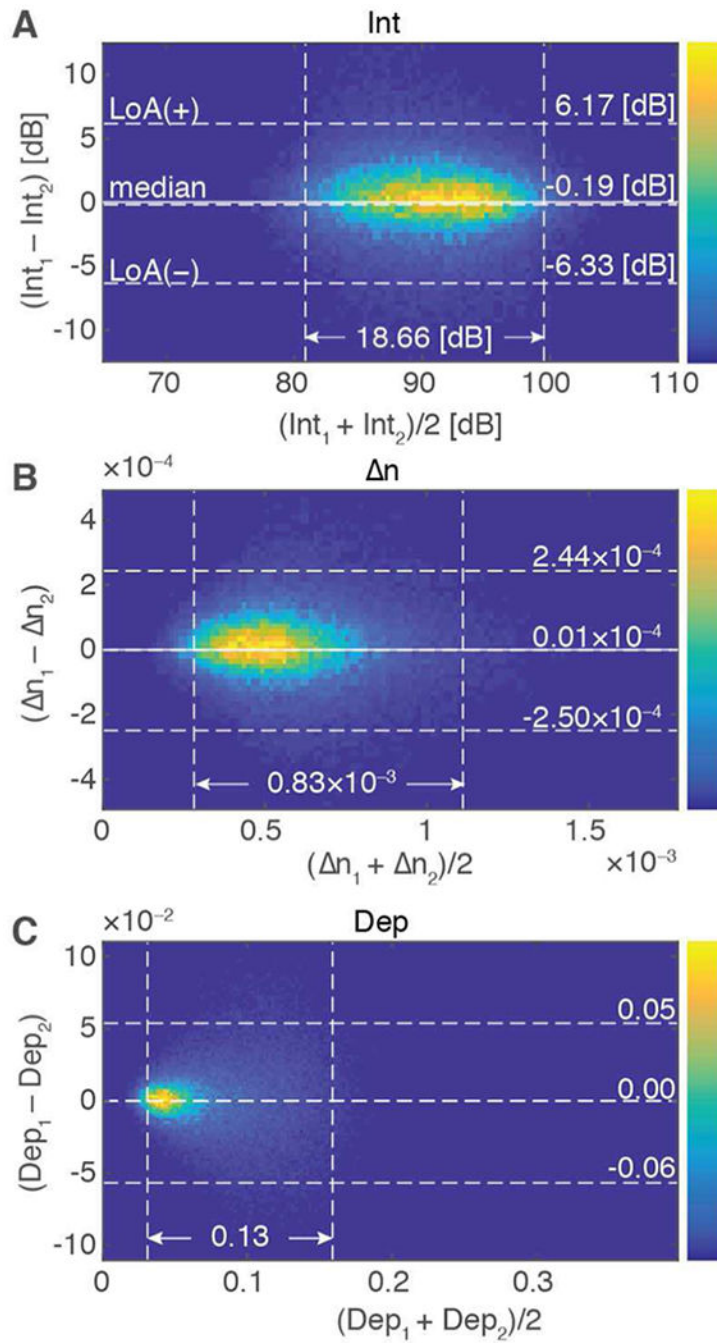 A
Int
10
5
0
-5
-10
(Int₁ − Int₂) [dB]
LoA(+)
6.17 [dB]
median
-0.19 [dB]
LoA(−)
-6.33 [dB]
18.66 [dB]
70 80 90 100 110
(Int₁ + Int₂)/2 [dB]
B
×10⁻⁴
Δn
4
2
0
-2
-4
(Δn₁ − Δn₂)
2.44×10⁻⁴
0.01×10⁻⁴
-2.50×10⁻⁴
0.83×10⁻³
0 0.5 1 1.5
×10⁻³
(Δn₁ + Δn₂)/2
C
×10⁻²
Dep
10
5
0
-5
-10
(Dep₁ − Dep₂)
0.05
0.00
-0.06
0.13
0 0.1 0.2 0.3
(Dep₁ + Dep₂)/2